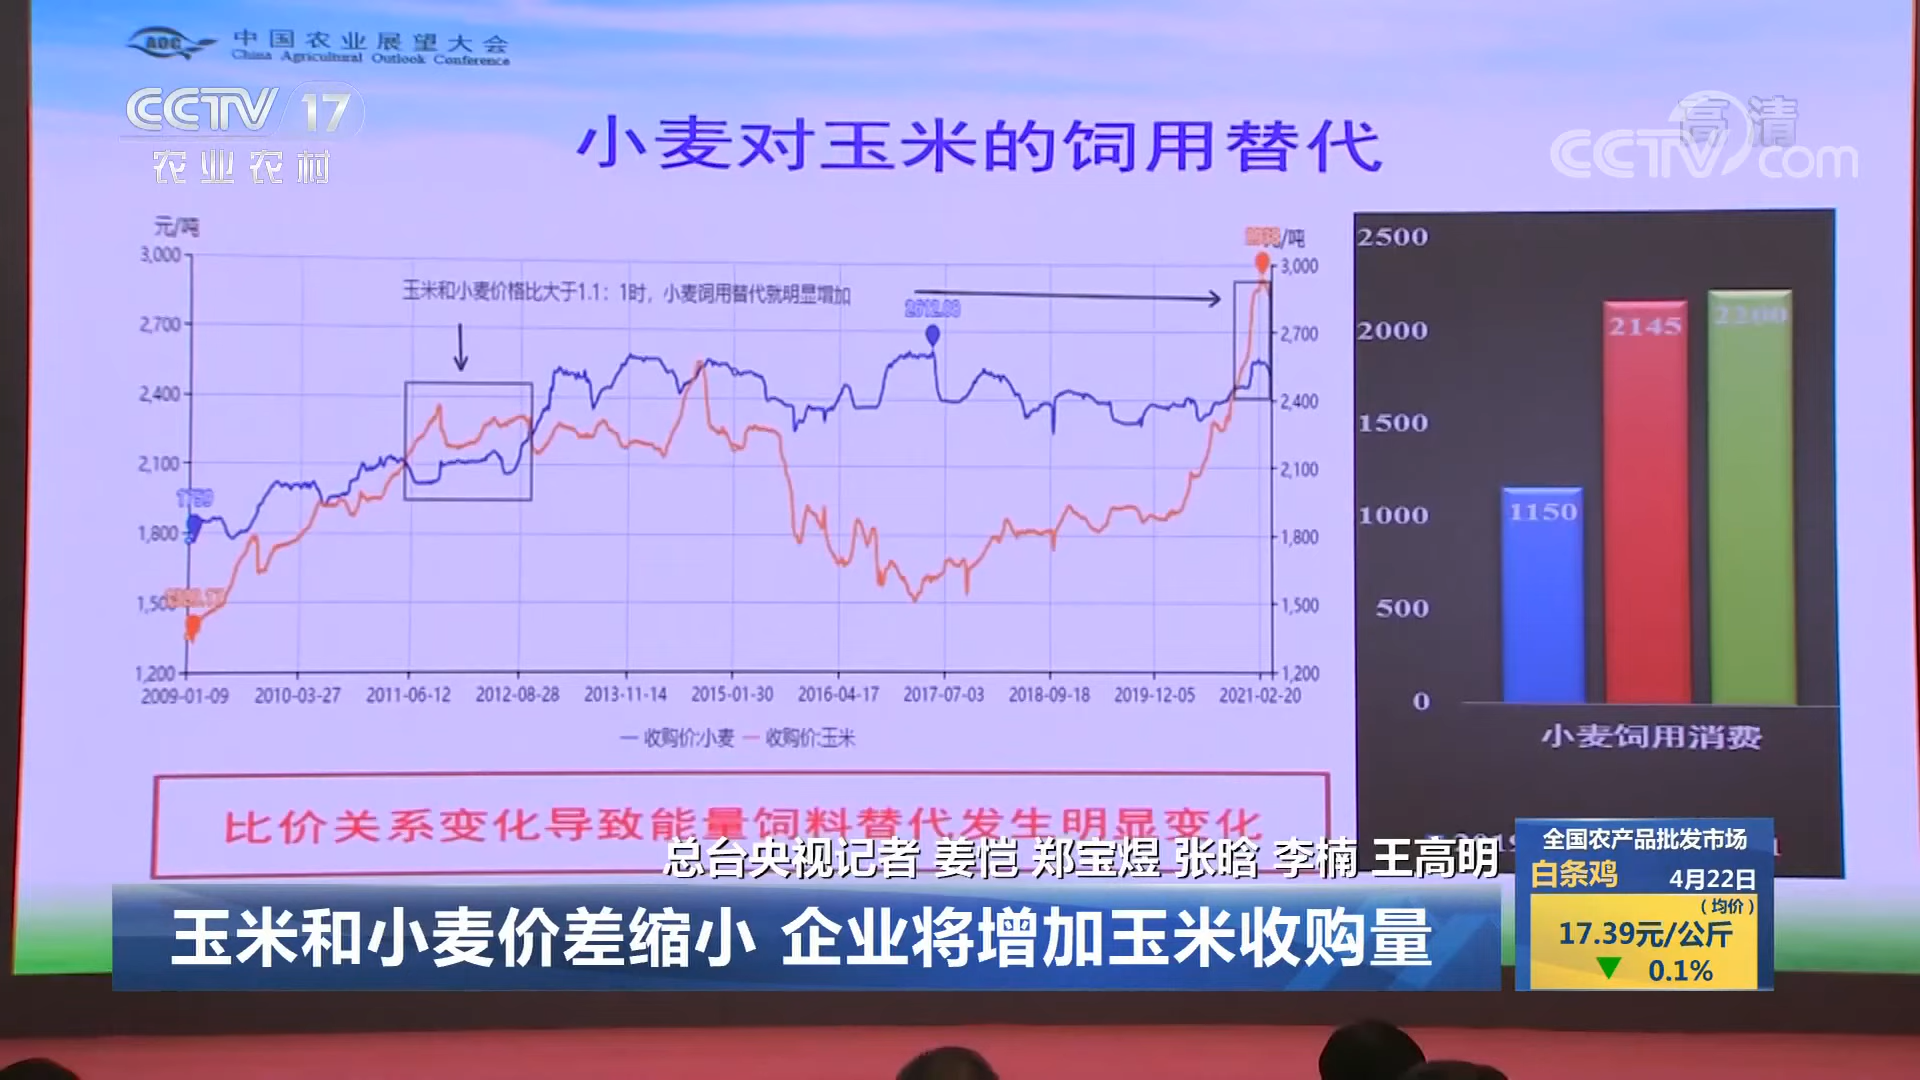 AOC 中国农业展望大会
China Agricultural Outlook Conference
CCTV 17
农业农村
高清
CCTV.com
小麦对玉米的饲用替代
元/吨
元/吨
玉米和小麦价格比大于1.1：1时，小麦饲用替代就明显增加
3,000
2,700
2,400
2,100
1,800
1,500
1,200
1759
2612.00
3,000
2,700
2,400
2,100
1,800
1,500
1,200
2009-01-09 2010-03-27 2011-06-12 2012-08-28 2013-11-14 2015-01-30 2016-04-17 2017-07-03 2018-09-18 2019-12-05 2021-02-20
收购价:小麦 收购价:玉米
2500
2000
1500
1000
500
0
1150
2145
2200
小麦饲用消费
比价关系变化导致能量饲料替代发生明显变化
总台央视记者 姜恺 郑宝煜 张晗 李楠 王高明
玉米和小麦价差缩小 企业将增加玉米收购量
全国农产品批发市场
白条鸡 4月22日
（均价）
17.39元/公斤
0.1%